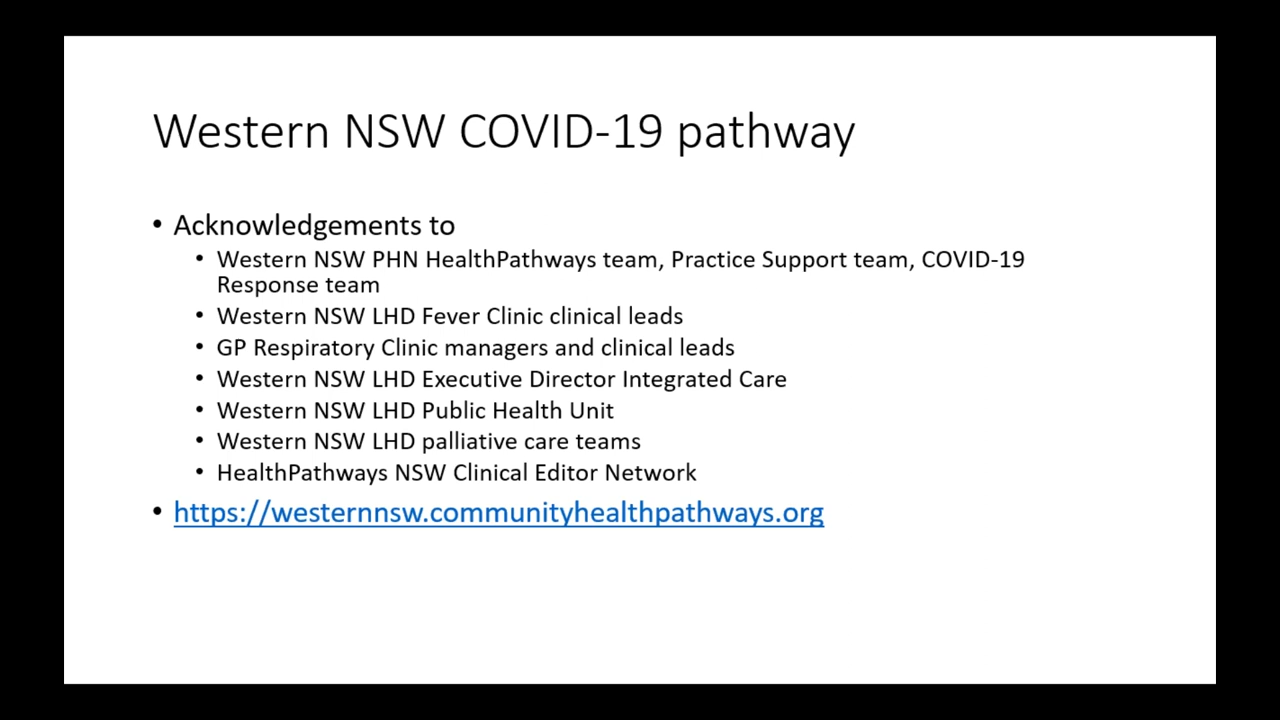 Western NSW COVID-19 pathway
• Acknowledgements to
• Western NSW PHN HealthPathways team, Practice Support team, COVID-19
Response team
• Western NSW LHD Fever Clinic clinical leads
• GP Respiratory Clinic managers and clinical leads
• Western NSW LHD Executive Director Integrated Care
• Western NSW LHD Public Health Unit
• Western NSW LHD palliative care teams
• HealthPathways NSW Clinical Editor Network
• https://westernnsw.communityhealthpathways.org